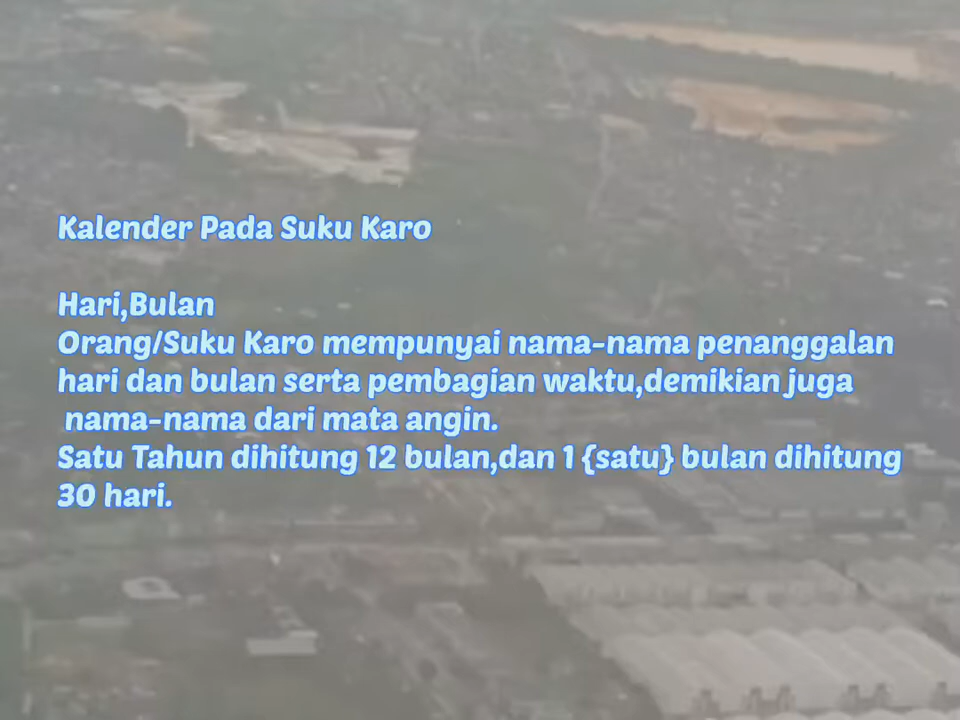 Kalender Pada Suku Karo
Hari,Bulan
Orang/Suku Karo mempunyai nama-nama penanggalan
hari dan bulan serta pembagian waktu,demikian juga
nama-nama dari mata angin.
Satu Tahun dihitung 12 bulan,dan 1 {satu} bulan dihitung
30 hari.